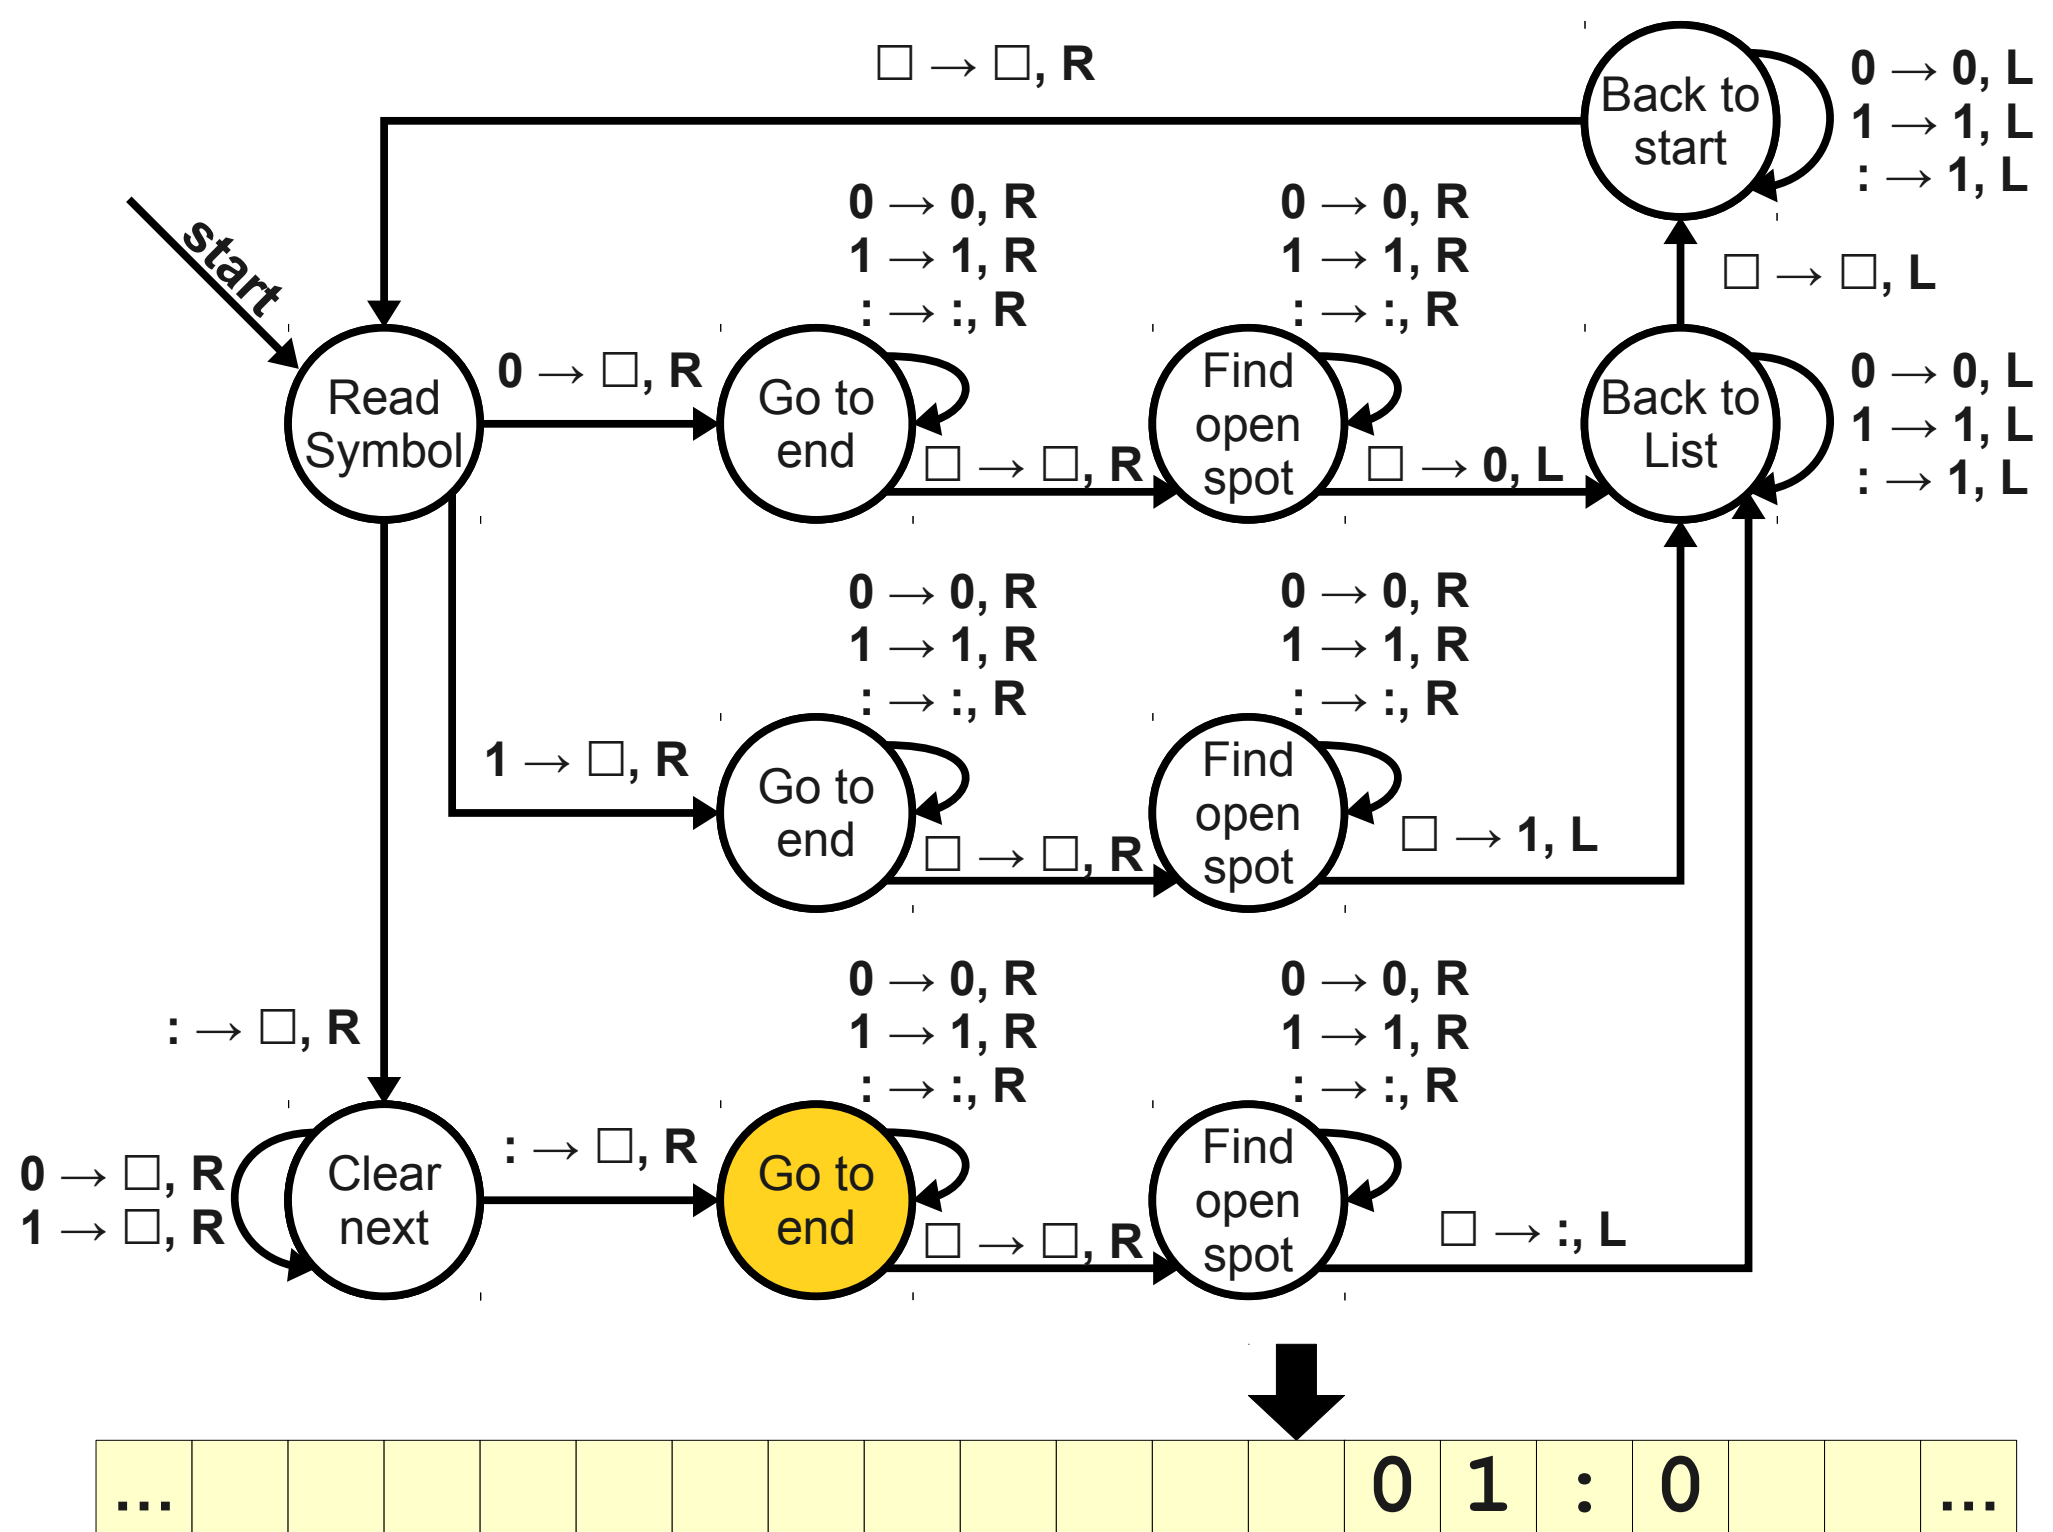 □ → □, R
Back to
start
0 → 0, L
1 → 1, L
: → 1, L
start
0 → 0, R
1 → 1, R
: → :, R
0 → 0, R
1 → 1, R
: → :, R
□ → □, L
Read
Symbol
0 → □, R
Go to
end
□ → □, R
Find
open
spot
□ → 0, L
Back to
List
0 → 0, L
1 → 1, L
: → 1, L
0 → 0, R
1 → 1, R
: → :, R
0 → 0, R
1 → 1, R
: → :, R
1 → □, R
Go to
end
□ → □, R
Find
open
spot
□ → 1, L
0 → 0, R
1 → 1, R
: → :, R
0 → 0, R
1 → 1, R
: → :, R
: → □, R
0 → □, R
1 → □, R
Clear
next
: → □, R
Go to
end
□ → □, R
Find
open
spot
□ → :, L
... 0 1 : 0 ...